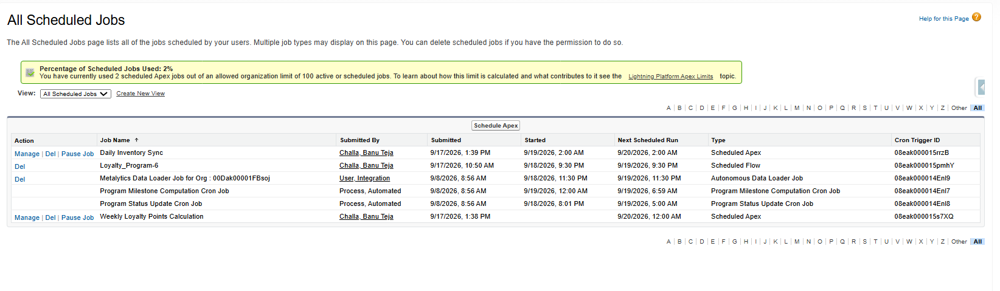 All Scheduled Jobs
Help for this Page ?
The All Scheduled Jobs page lists all of the jobs scheduled by your users. Multiple job types may display on this page. You can delete scheduled jobs if you have the permission to do so.
Percentage of Scheduled Jobs Used: 2%
You have currently used 2 scheduled Apex jobs out of an allowed organization limit of 100 active or scheduled jobs. To learn about how this limit is calculated and what contributes to it see the Lightning Platform Apex Limits topic.
View: All Scheduled Jobs Create New View
A | B | C | D | E | F | G | H | I | J | K | L | M | N | O | P | Q | R | S | T | U | V | W | X | Y | Z | Other | All
Schedule Apex
Action Job Name ↑ Submitted By Submitted Started Next Scheduled Run Type Cron Trigger ID
Manage | Del | Pause Job Daily Inventory Sync Challa, Banu Teja 9/17/2026, 1:39 PM 9/19/2026, 2:00 AM 9/20/2026, 2:00 AM Scheduled Apex 08eak000015rrzB
Del Loyalty_Program-6 Challa, Banu Teja 9/17/2026, 10:50 AM 9/18/2026, 9:30 PM 9/19/2026, 9:30 PM Scheduled Flow 08eak000015pmhY
Del Metalytics Data Loader Job for Org : 00Dak00001FBsoj User, Integration 9/8/2026, 8:56 AM 9/18/2026, 11:30 PM 9/19/2026, 11:30 PM Autonomous Data Loader Job 08eak000014EnI9
Program Milestone Computation Cron Job Process, Automated 9/8/2026, 8:56 AM 9/19/2026, 12:00 AM 9/19/2026, 6:59 AM Program Milestone Computation Cron Job 08eak000014EnI7
Program Status Update Cron Job Process, Automated 9/8/2026, 8:56 AM 9/18/2026, 8:01 PM 9/19/2026, 5:00 AM Program Status Update Cron Job 08eak000014EnI8
Manage | Del | Pause Job Weekly Loyalty Points Calculation Challa, Banu Teja 9/17/2026, 1:38 PM 9/20/2026, 12:00 AM Scheduled Apex 08eak000015s7XQ
A | B | C | D | E | F | G | H | I | J | K | L | M | N | O | P | Q | R | S | T | U | V | W | X | Y | Z | Other | All